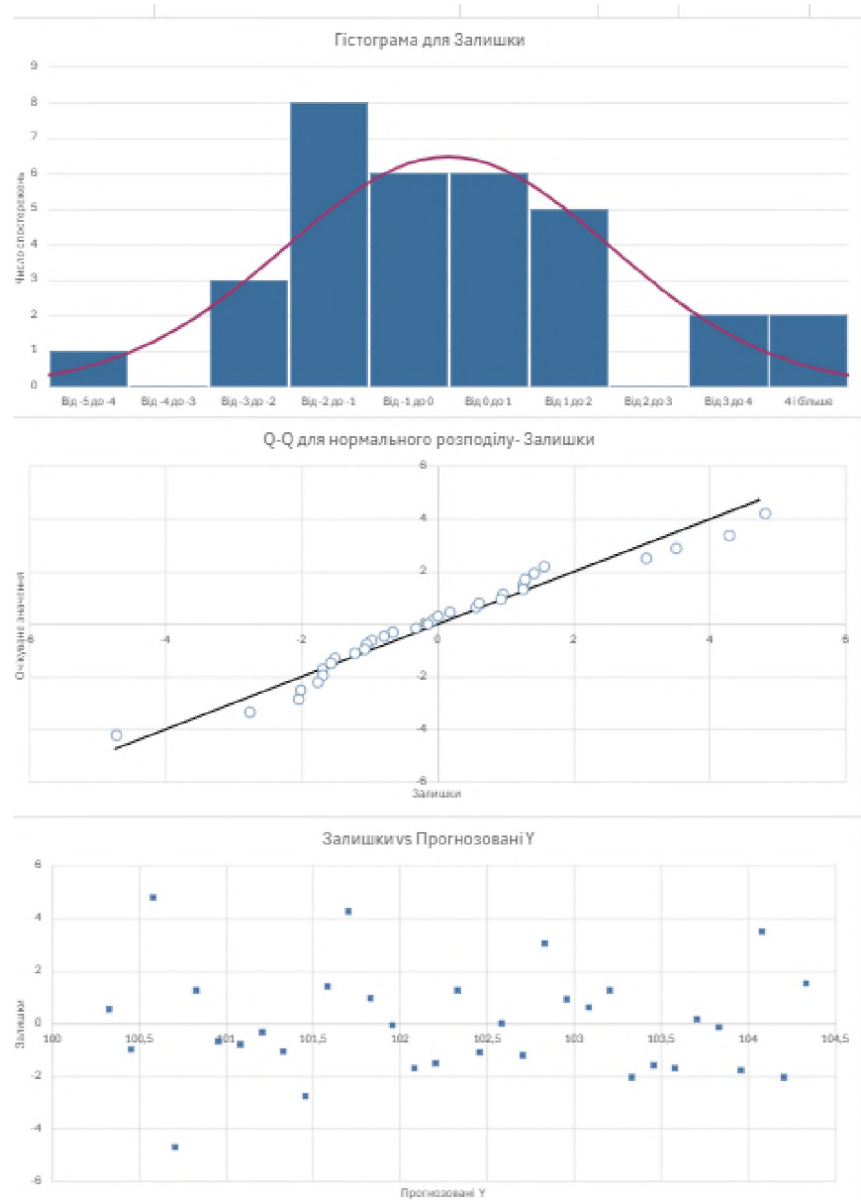 Гістограма для Залишки
9
8
7
6
5
4
3
2
1
0
Число спостережень
Від -5 до -4 Від -4 до -3 Від -3 до -2 Від -2 до -1 Від -1 до 0 Від 0 до 1 Від 1 до 2 Від 2 до 3 Від 3 до 4 4 і більше
Q-Q для нормального розподілу- Залишки
6
4
2
6 -4 -2 0 2 4 6
-2
-4
-6
Очікуване значення
Залишки
Залишки vs Прогнозовані Y
6
4
2
0
100 100,5 101 101,5 102 102,5 103 103,5 104 104,5
-2
-4
-6
Залишки
Прогнозовані Y